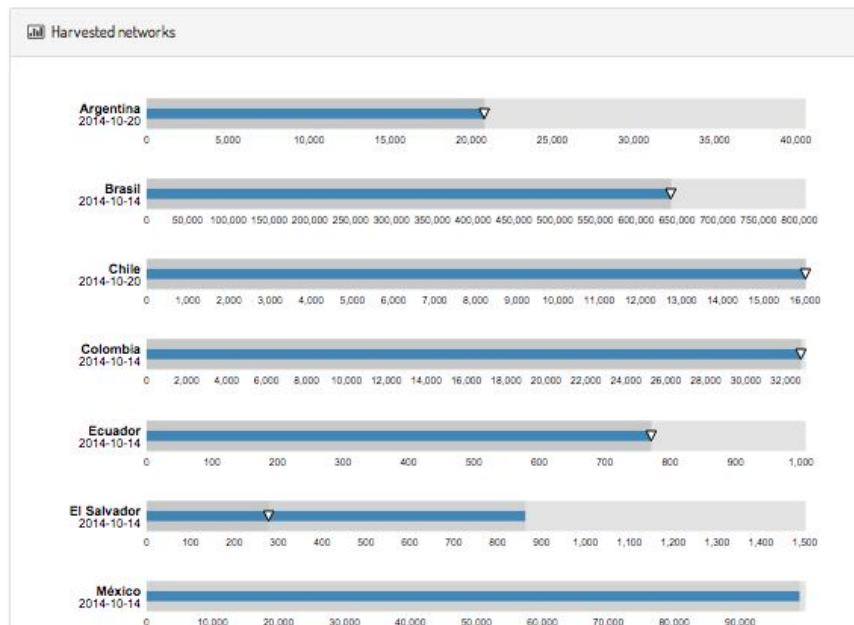 Harvested networks
Argentina
2014-10-20
0 5,000 10,000 15,000 20,000 25,000 30,000 35,000 40,000
Brasil
2014-10-14
0 50,000 100,000 150,000 200,000 250,000 300,000 350,000 400,000 450,000 500,000 550,000 600,000 650,000 700,000 750,000 800,000
Chile
2014-10-20
0 1,000 2,000 3,000 4,000 5,000 6,000 7,000 8,000 9,000 10,000 11,000 12,000 13,000 14,000 15,000 16,000
Colombia
2014-10-14
0 2,000 4,000 6,000 8,000 10,000 12,000 14,000 16,000 18,000 20,000 22,000 24,000 26,000 28,000 30,000 32,000
Ecuador
2014-10-14
0 100 200 300 400 500 600 700 800 900 1,000
El Salvador
2014-10-14
0 100 200 300 400 500 600 700 800 900 1,000 1,100 1,200 1,300 1,400 1,500
México
2014-10-14
0 10,000 20,000 30,000 40,000 50,000 60,000 70,000 80,000 90,000